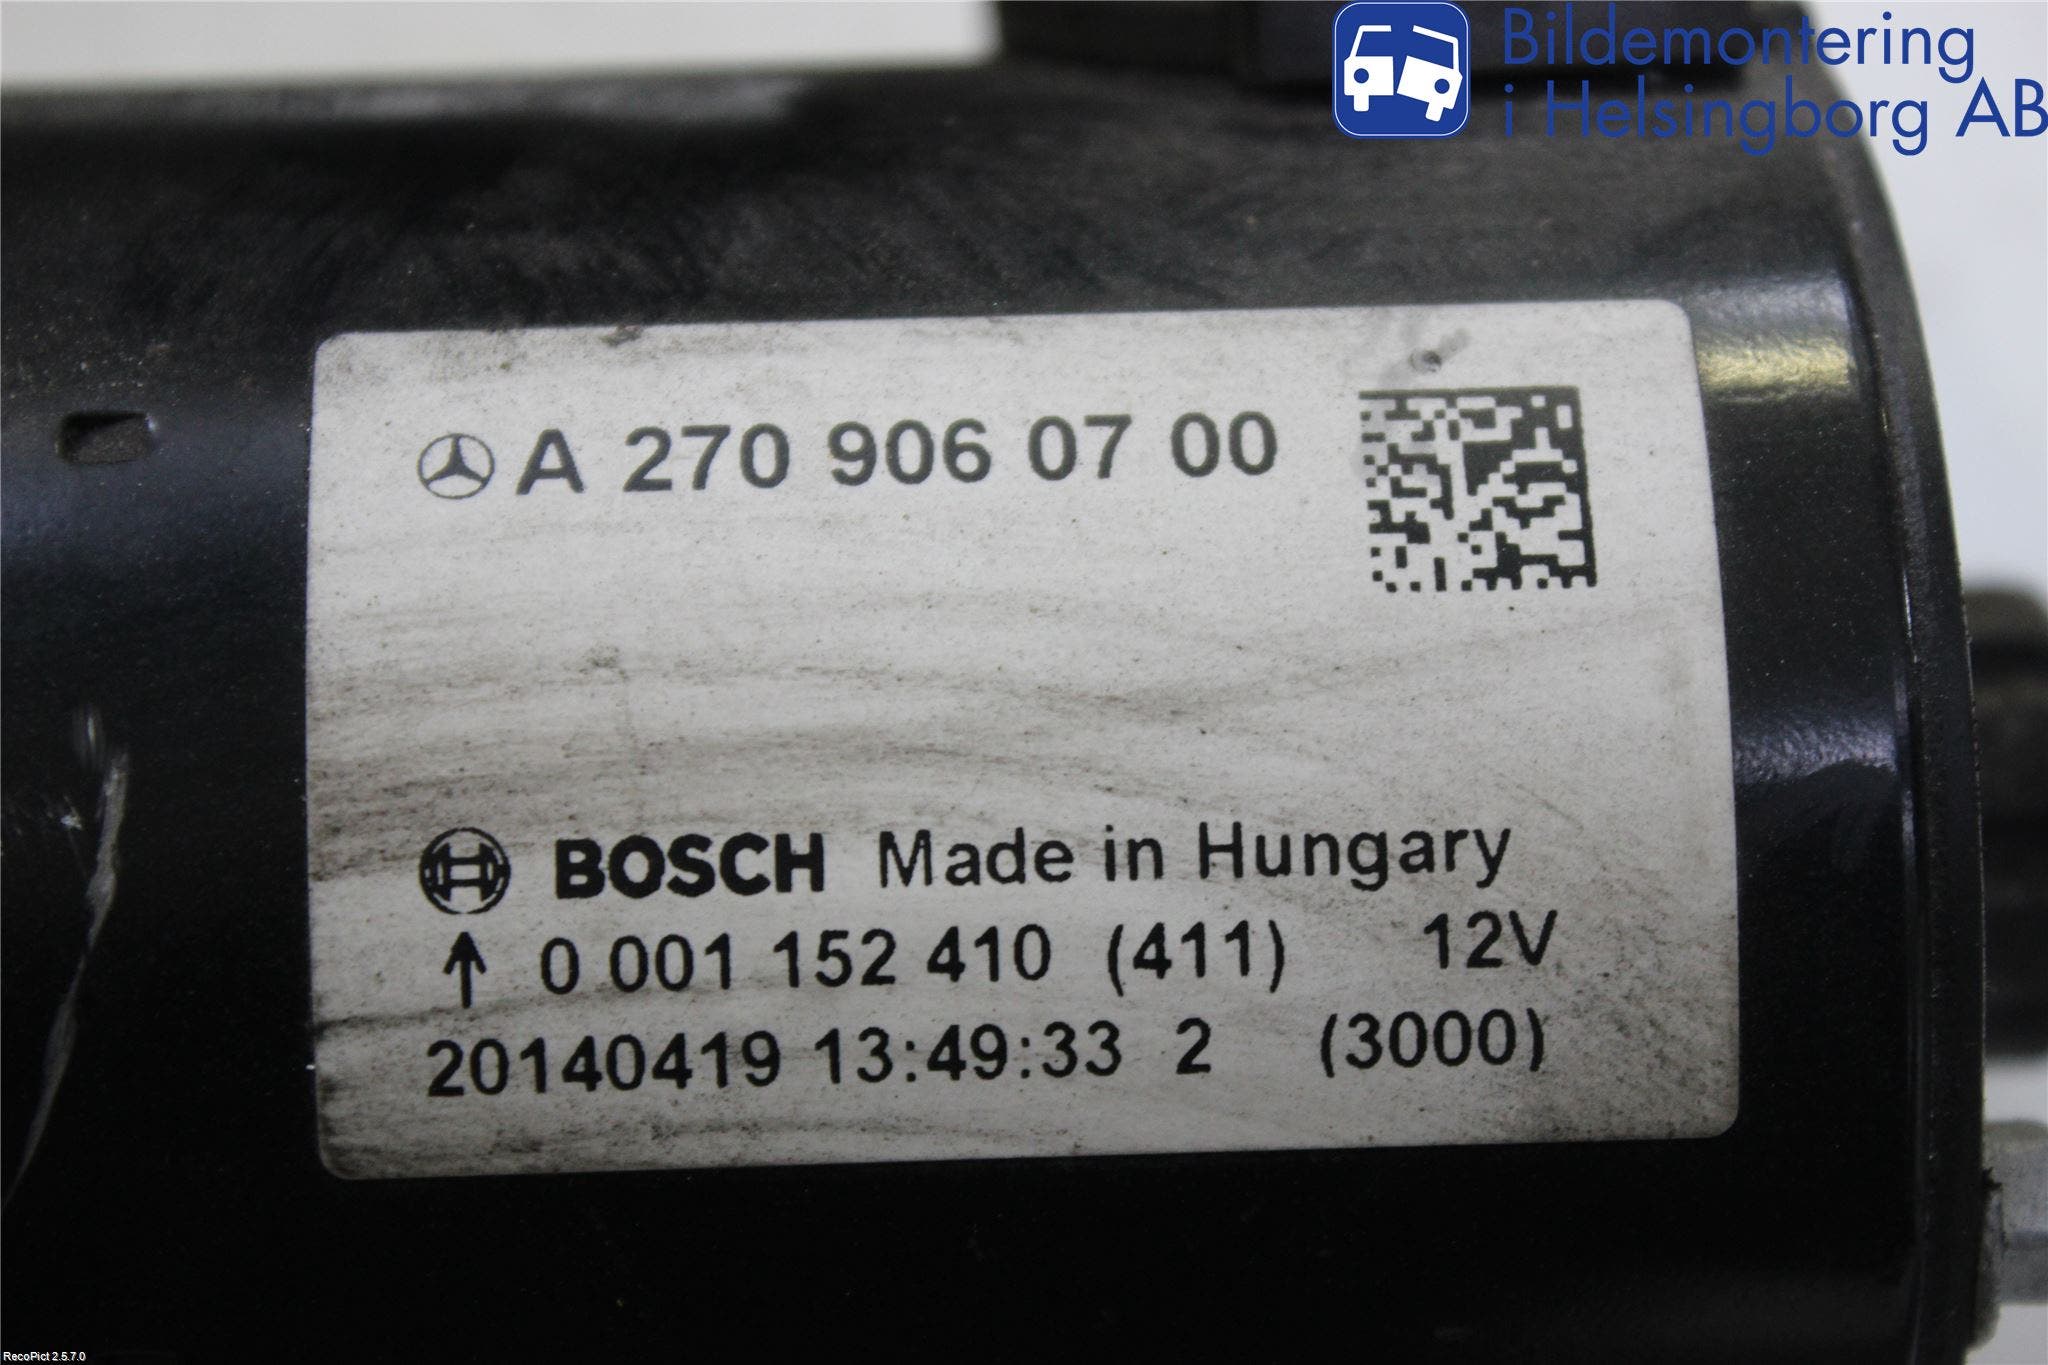 Bildemontering
i Helsingborg AB
A 270 906 07 00
BOSCH Made in Hungary
↑ 0 001 152 410 (411) 12V
20140419 13:49:33 2 (3000)
RecoPict 2.5.7.0